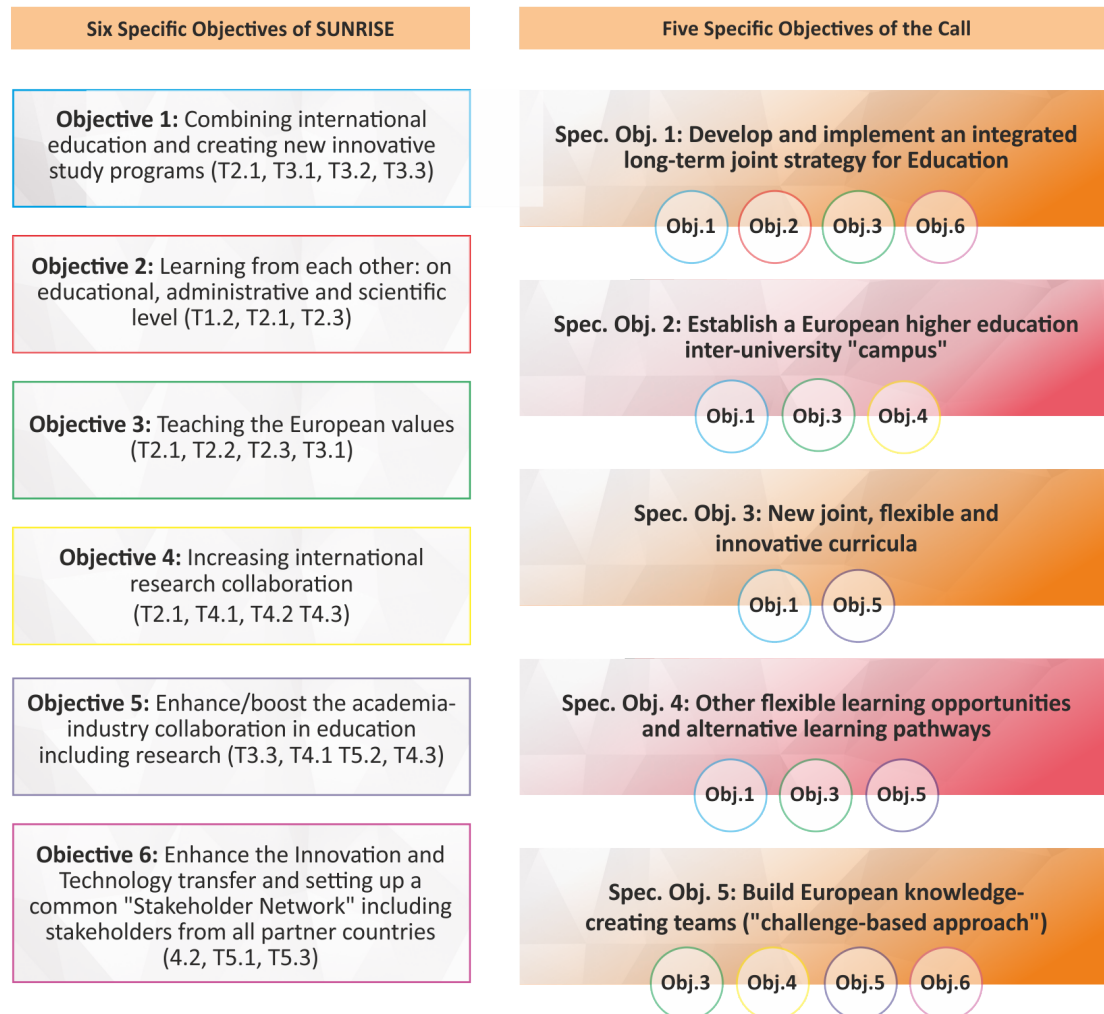 Six Specific Objectives of SUNRISE
Objective 1: Combining international
education and creating new innovative
study programs (T2.1, T3.1, T3.2, T3.3)
Objective 2: Learning from each other: on
educational, administrative and scientific
level (T1.2, T2.1, T2.3)
Objective 3: Teaching the European values
(T2.1, T2.2, T2.3, T3.1)
Objective 4: Increasing international
research collaboration
(T2.1, T4.1, T4.2 T4.3)
Objective 5: Enhance/boost the academia-
industry collaboration in education
including research (T3.3, T4.1 T5.2, T4.3)
Objective 6: Enhance the Innovation and
Technology transfer and setting up a
common "Stakeholder Network" including
stakeholders from all partner countries
(4.2, T5.1, T5.3)
Five Specific Objectives of the Call
Spec. Obj. 1: Develop and implement an integrated
long-term joint strategy for Education
Obj.1 Obj.2 Obj.3 Obj.6
Spec. Obj. 2: Establish a European higher education
inter-university "campus"
Obj.1 Obj.3 Obj.4
Spec. Obj. 3: New joint, flexible and
innovative curricula
Obj.1 Obj.5
Spec. Obj. 4: Other flexible learning opportunities
and alternative learning pathways
Obj.1 Obj.3 Obj.5
Spec. Obj. 5: Build European knowledge-
creating teams ("challenge-based approach")
Obj.3 Obj.4 Obj.5 Obj.6